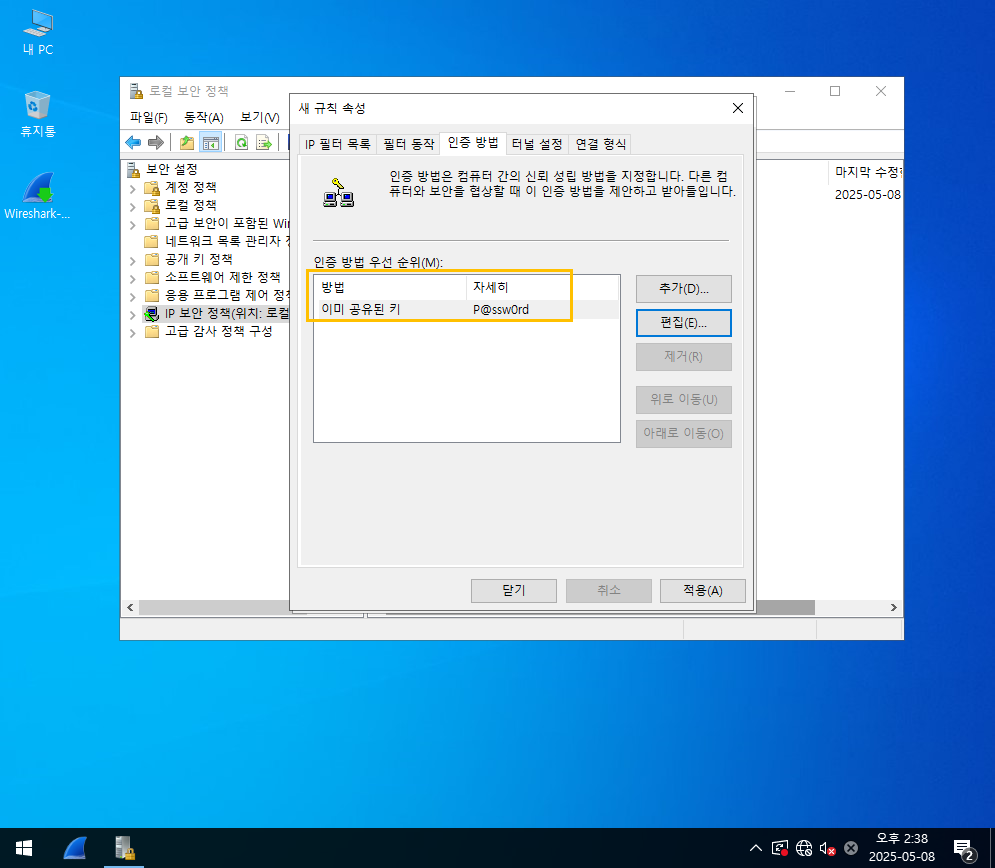 내 PC
휴지통
Wireshark-...
로컬 보안 정책
파일(F) 동작(A) 보기(V)
보안 설정
계정 정책
로컬 정책
고급 보안이 포함된 Win
네트워크 목록 관리자
공개 키 정책
소프트웨어 제한 정책
응용 프로그램 제어 정책
IP 보안 정책(위치: 로컬
고급 감사 정책 구성
마지막 수정한
2025-05-08
새 규칙 속성
IP 필터 목록 필터 동작 인증 방법 터널 설정 연결 형식
인증 방법은 컴퓨터 간의 신뢰 성립 방법을 지정합니다. 다른 컴
퓨터와 보안을 협상할 때 이 인증 방법을 제안하고 받아들입니다.
인증 방법 우선 순위(M):
방법 자세히
이미 공유된 키 P@ssw0rd
추가(D)...
편집(E)...
제거(R)
위로 이동(U)
아래로 이동(O)
닫기 취소 적용(A)
오후 2:38
2025-05-08
2